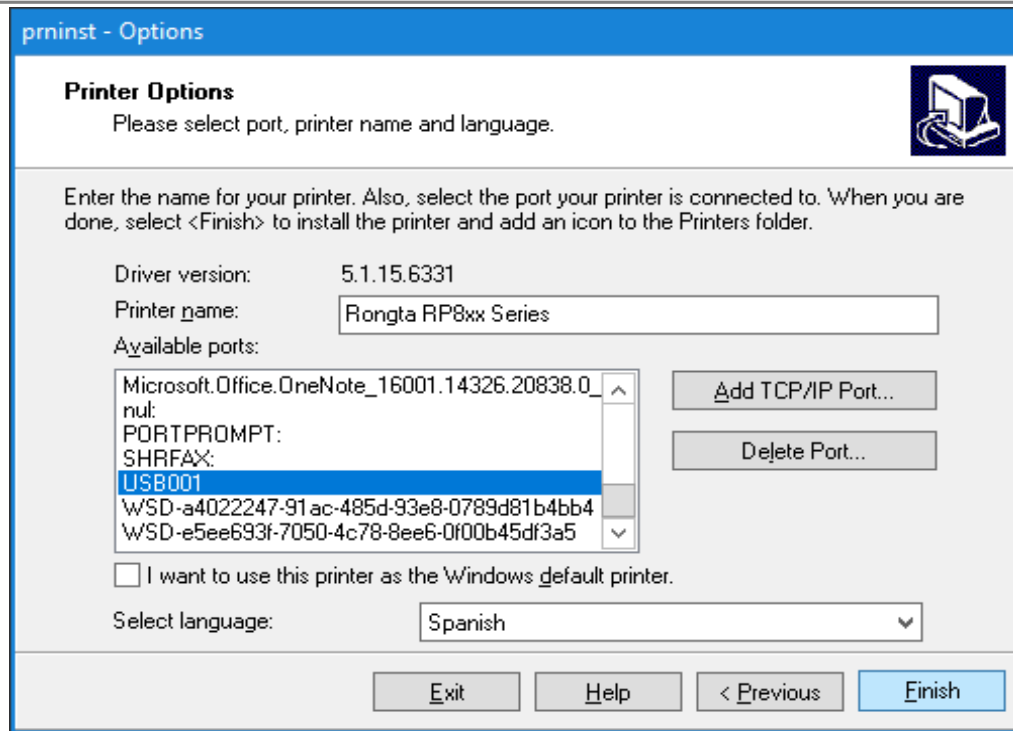 prninst - Options
Printer Options
Please select port, printer name and language.
Enter the name for your printer. Also, select the port your printer is connected to. When you are
done, select <Finish> to install the printer and add an icon to the Printers folder.
Driver version: 5.1.15.6331
Printer name: Rongta RP8xx Series
Available ports:
Microsoft.Office.OneNote_16001.14326.20838.0_
nul:
PORTPROMPT:
SHRFAX:
USB001
WSD-a4022247-91ac-485d-93e8-0789d81b4bb4
WSD-e5ee693f-7050-4c78-8ee6-0f00b45df3a5
Add TCP/IP Port...
Delete Port...
I want to use this printer as the Windows default printer.
Select language: Spanish
Exit Help < Previous Finish